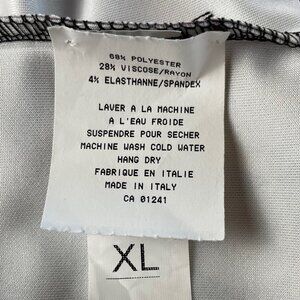 68% POLYESTER
28% VISCOSE/RAYON
4% ELASTHANNE/SPANDEX
LAVER A LA MACHINE
A L'EAU FROIDE
SUSPENDRE POUR SECHER
MACHINE WASH COLD WATER
HANG DRY
FABRIQUE EN ITALIE
MADE IN ITALY
CA 01241
XL